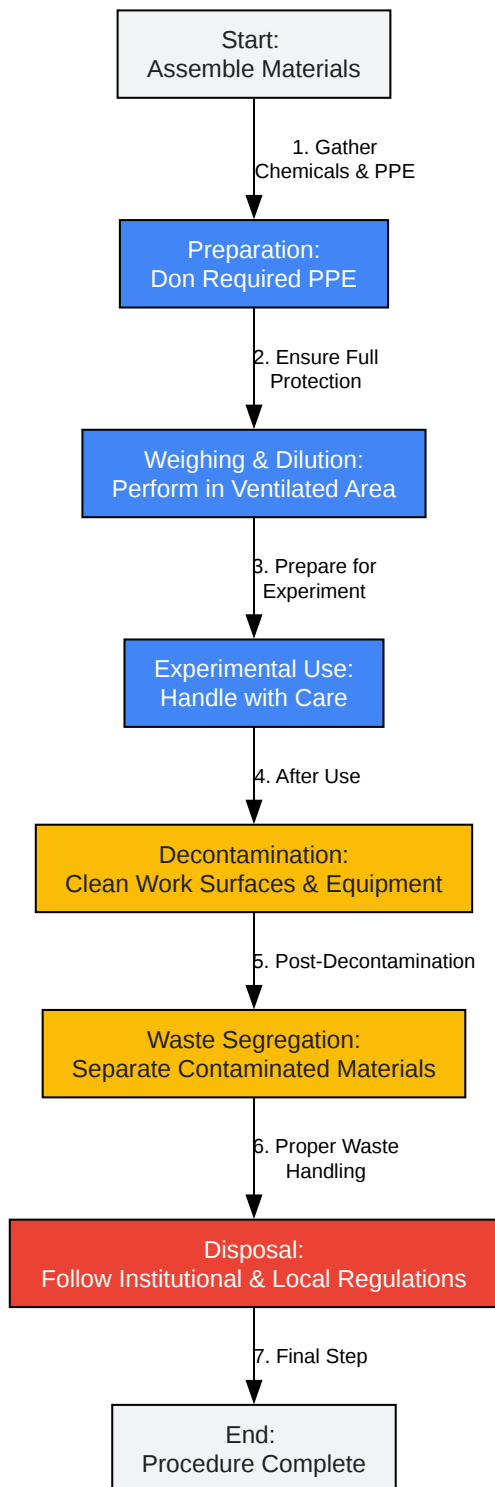 Start:
Assemble Materials
1. Gather
Chemicals & PPE
Preparation:
Don Required PPE
2. Ensure Full
Protection
Weighing & Dilution:
Perform in Ventilated Area
3. Prepare for
Experiment
Experimental Use:
Handle with Care
4. After Use
Decontamination:
Clean Work Surfaces & Equipment
5. Post-Decontamination
Waste Segregation:
Separate Contaminated Materials
6. Proper Waste
Handling
Disposal:
Follow Institutional & Local Regulations
7. Final Step
End:
Procedure Complete